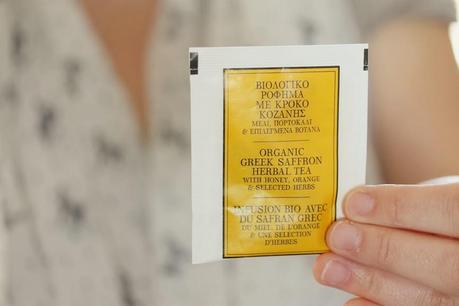 ΒΙΟΛΟΓΙΚΟ
ΡΟΦΗΜΑ
ΜΕ ΚΡΟΚΟ
ΚΟΖΑΝΗΣ
ΜΕΛΙ, ΠΟΡΤΟΚΑΛΙ
& ΕΠΙΛΕΓΜΕΝΑ ΒΟΤΑΝΑ
ORGANIC
GREEK SAFFRON
HERBAL TEA
WITH HONEY, ORANGE
& SELECTED HERBS
INFUSION BIO AVEC
DU SAFRAN GREC
DU MIEL, DE L'ORANGE
& UNE SELECTION
D'HERBES